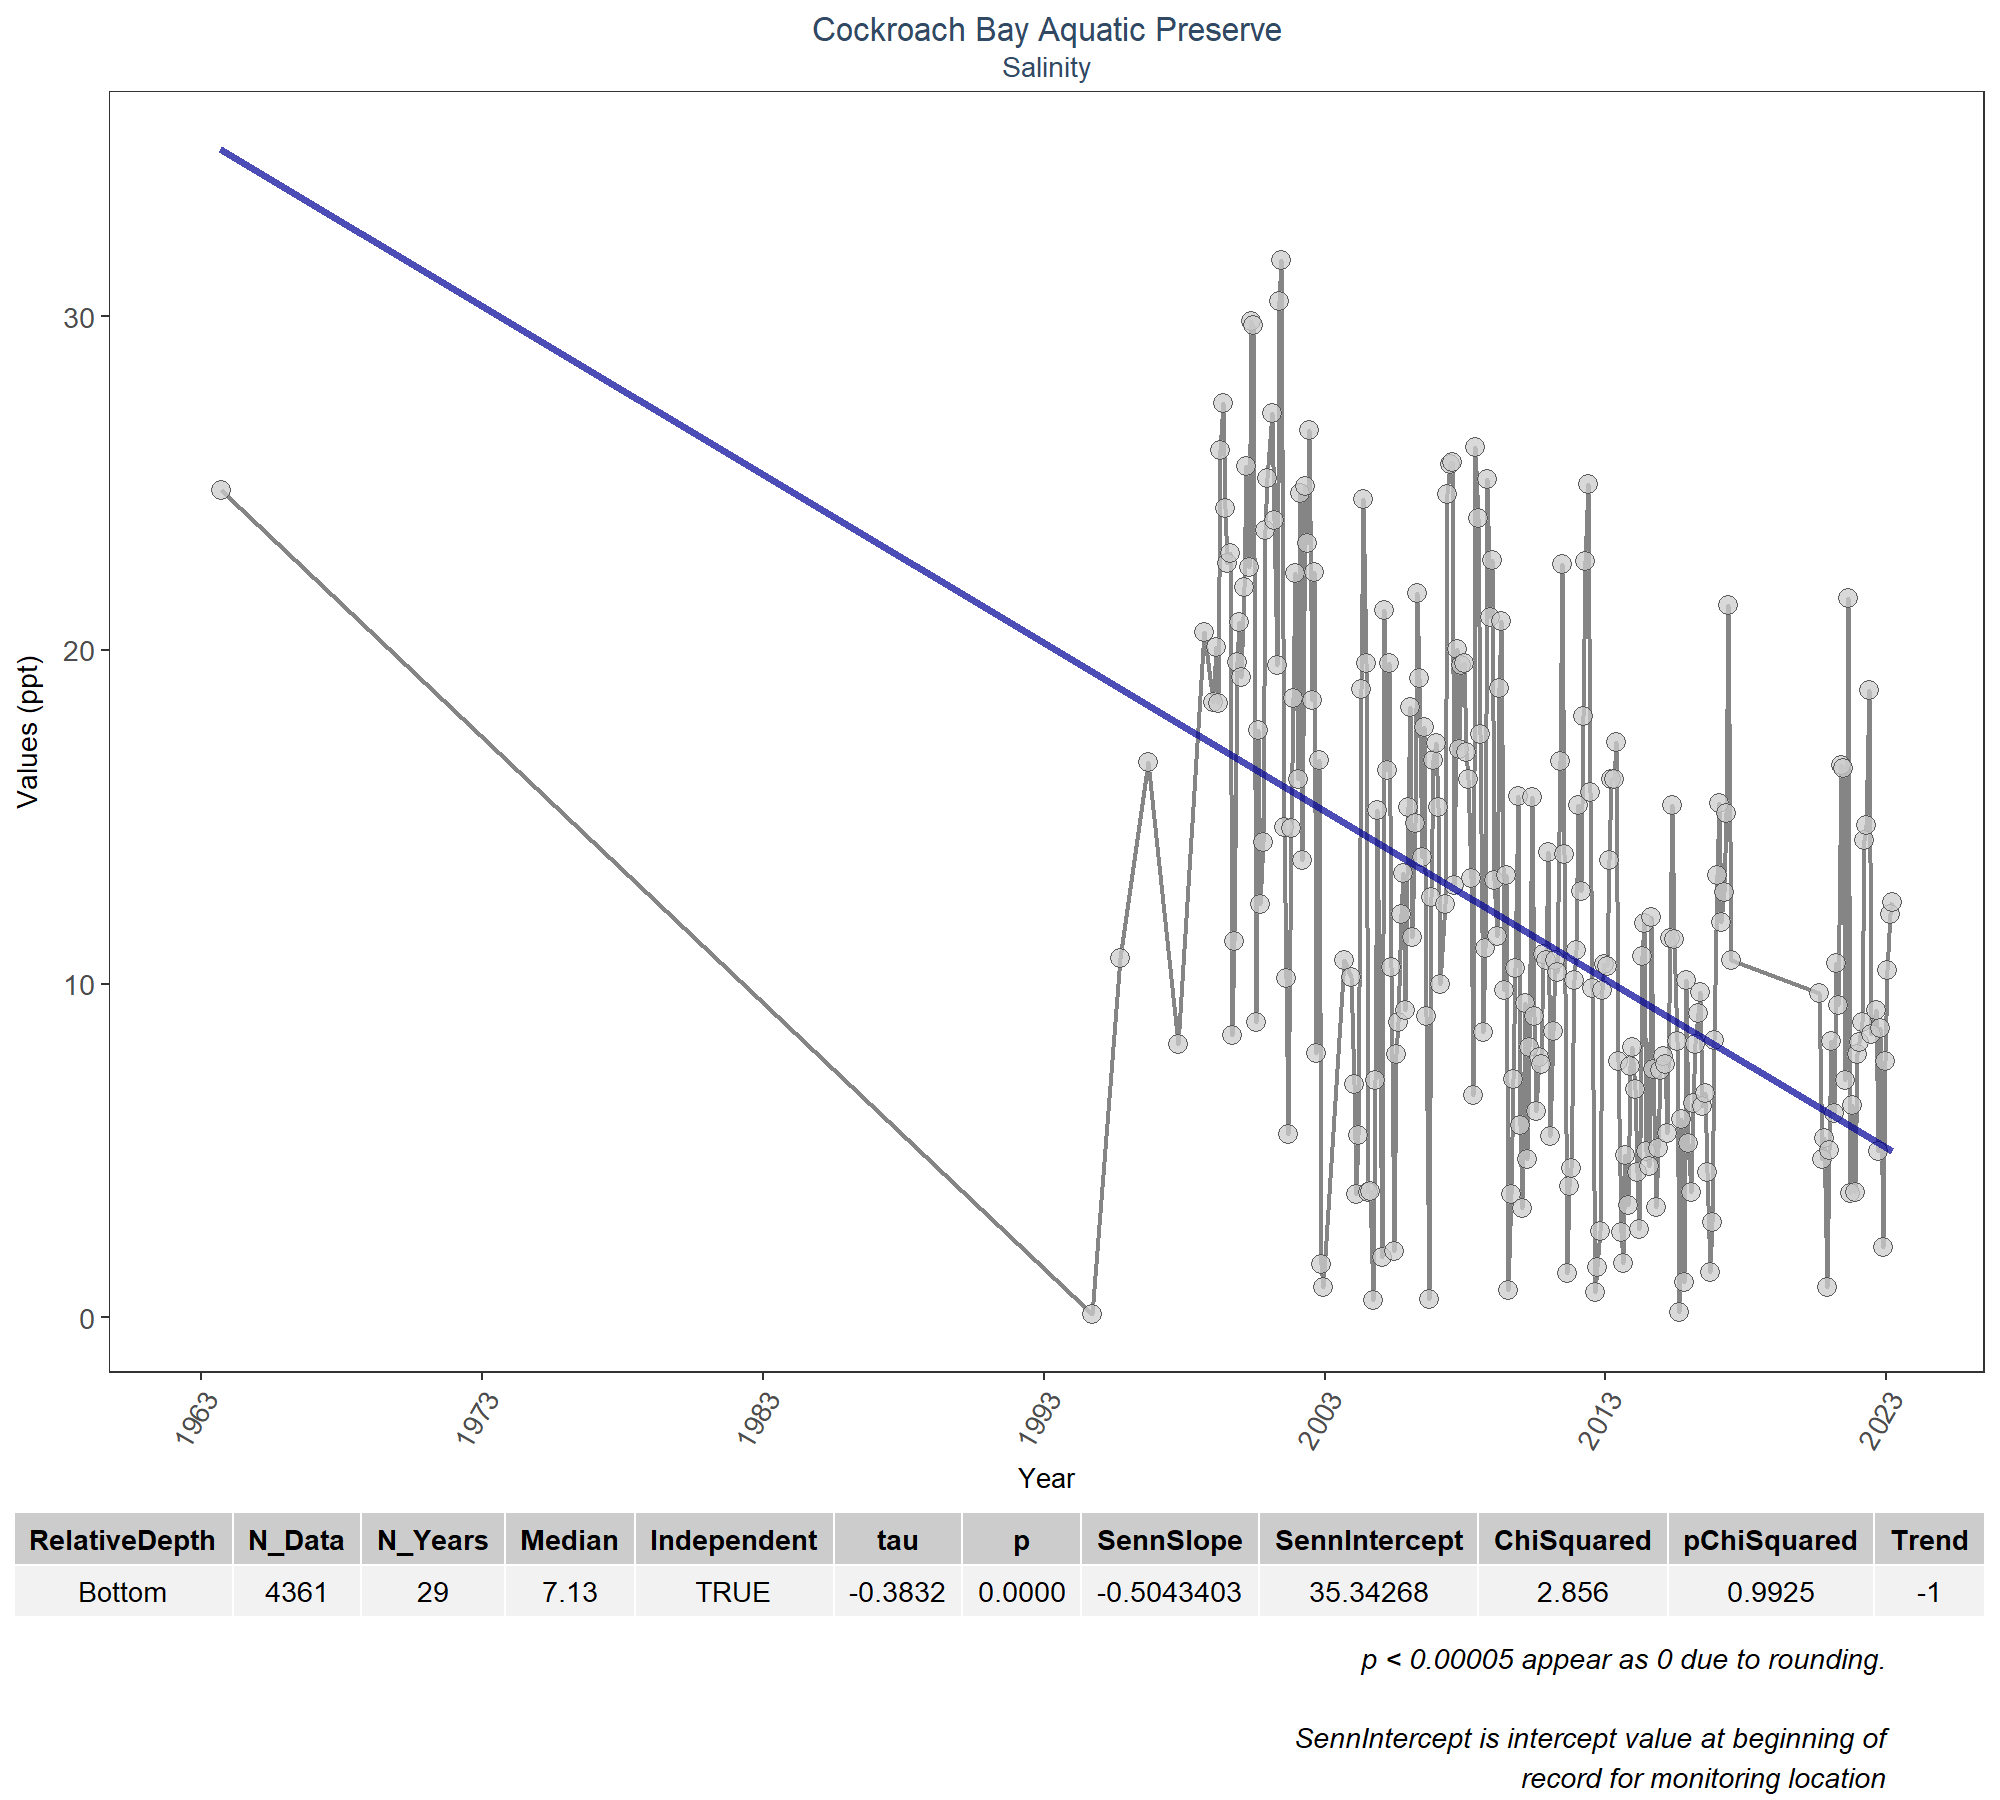 Cockroach Bay Aquatic Preserve
Salinity
Values (ppt)
30
20
10
0
1963 1973 1983 1993 2003 2013 2023
Year
RelativeDepth N_Data N_Years Median Independent tau p SennSlope SennIntercept ChiSquared pChiSquared Trend
Bottom 4361 29 7.13 TRUE -0.3832 0.0000 -0.5043403 35.34268 2.856 0.9925 -1
p < 0.00005 appear as 0 due to rounding.
SennIntercept is intercept value at beginning of
record for monitoring location